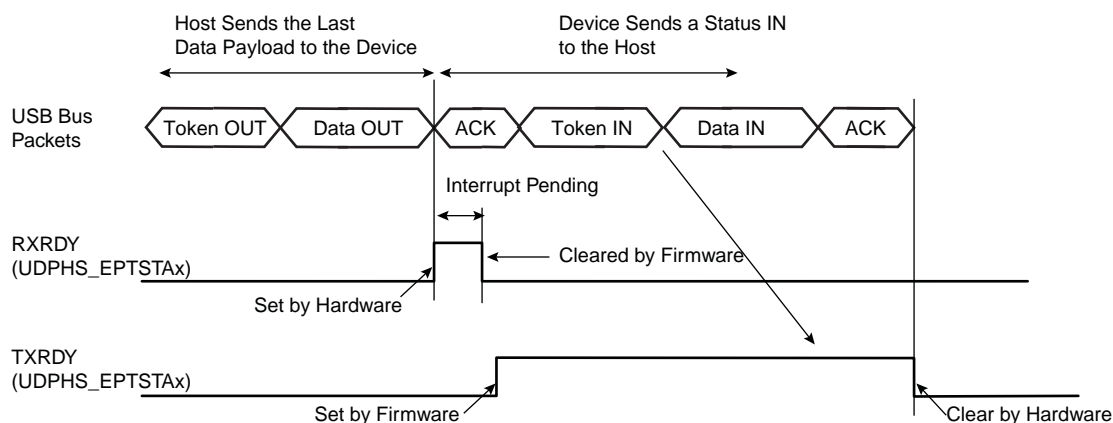 Host Sends the Last
Data Payload to the Device
Device Sends a Status IN
to the Host
USB Bus
Packets
Token OUT
Data OUT
ACK
Token IN
Data IN
ACK
Interrupt Pending
RXRDY
(UDPHS_EPTSTAx)
Cleared by Firmware
Set by Hardware
TXRDY
(UDPHS_EPTSTAx)
Set by Firmware
Clear by Hardware